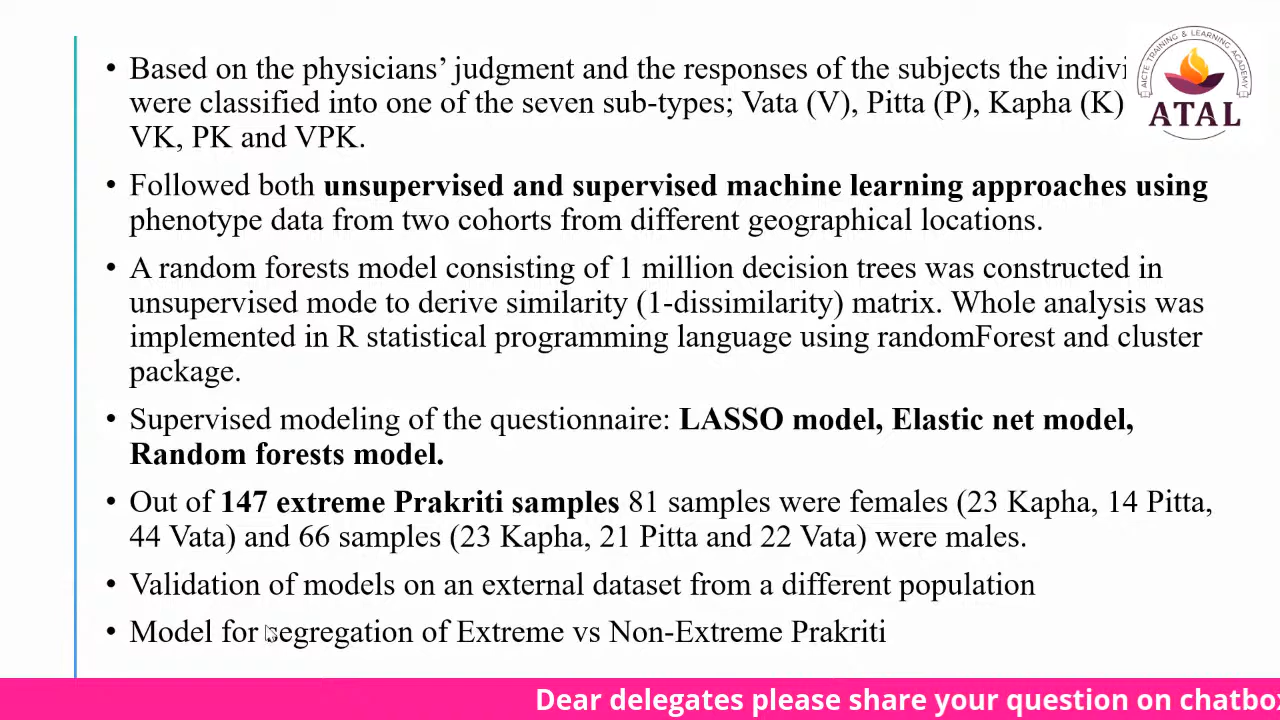 • Based on the physicians’ judgment and the responses of the subjects the
were classified into one of the seven sub-types; Vata (V), Pitta (P), Kapha (K)
VK, PK and VPK.
• Followed both unsupervised and supervised machine learning approaches using
phenotype data from two cohorts from different geographical locations.
• A random forests model consisting of 1 million decision trees was constructed in
unsupervised mode to derive similarity (1-dissimilarity) matrix. Whole analysis was
implemented in R statistical programming language using randomForest and cluster
package.
• Supervised modeling of the questionnaire: LASSO model, Elastic net model,
Random forests model.
• Out of 147 extreme Prakriti samples 81 samples were females (23 Kapha, 14 Pitta,
44 Vata) and 66 samples (23 Kapha, 21 Pitta and 22 Vata) were males.
• Validation of models on an external dataset from a different population
• Model for segregation of Extreme vs Non-Extreme Prakriti
AICTE TRAINING & LEARNING ACADEMY
ATAL
Dear delegates please share your question on chatbox